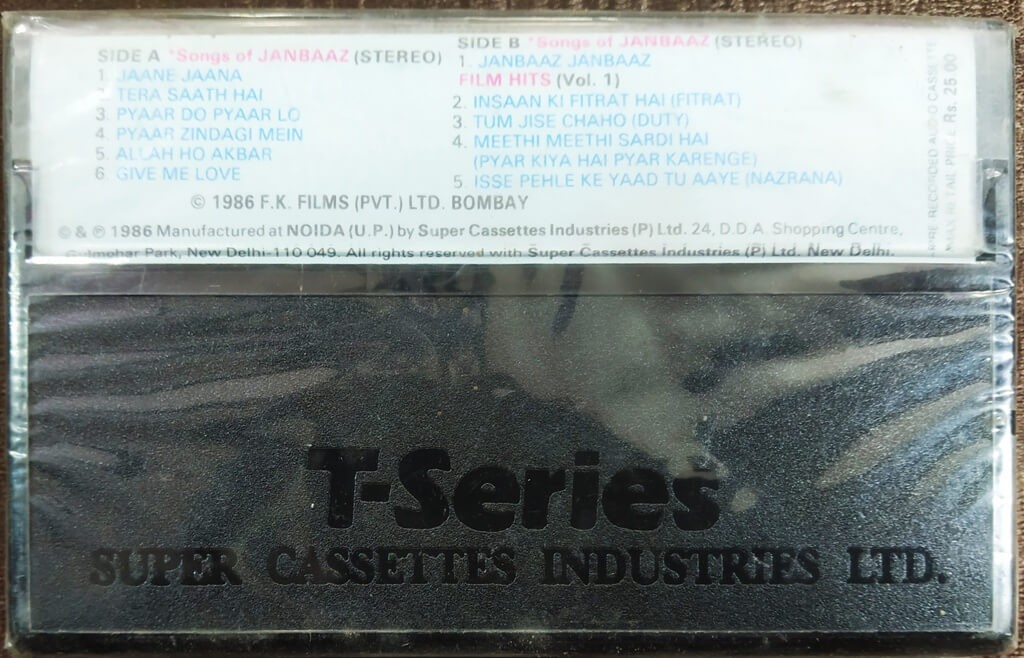 SIDE A "Songs of JANBAAZ (STEREO)
1. JAANE JAANA
2. TERA SAATH HAI
3. PYAAR DO PYAAR LO
4. PYAAR ZINDAGI MEIN
5. ALLAH HO AKBAR
6. GIVE ME LOVE
SIDE B "Songs of JANBAAZ (STEREO)
1. JANBAAZ JANBAAZ
FILM HITS (Vol. 1)
2. INSAAN KI FITRAT HAI (FITRAT)
3. TUM JISE CHAHO (DUTY)
4. MEETHI MEETHI SARDI HAI
(PYAR KIYA HAI PYAR KARENGE)
5. ISSE PEHLE KE YAAD TU AAYE (NAZRANA)
© 1986 F.K. FILMS (PVT.) LTD. BOMBAY
© & ℗ 1986 Manufactured at NOIDA (U.P.) by Super Cassettes Industries (P) Ltd. 24, D.D.A. Shopping Centre,
Gulmohar Park, New Delhi-110 049. All rights reserved with Super Cassettes Industries (P) Ltd. New Delhi.
PRE RECORDED AUDIO CASSETTE
MAX. RETAIL PRICE Rs. 25.00
T-Series
SUPER CASSETTES INDUSTRIES LTD.